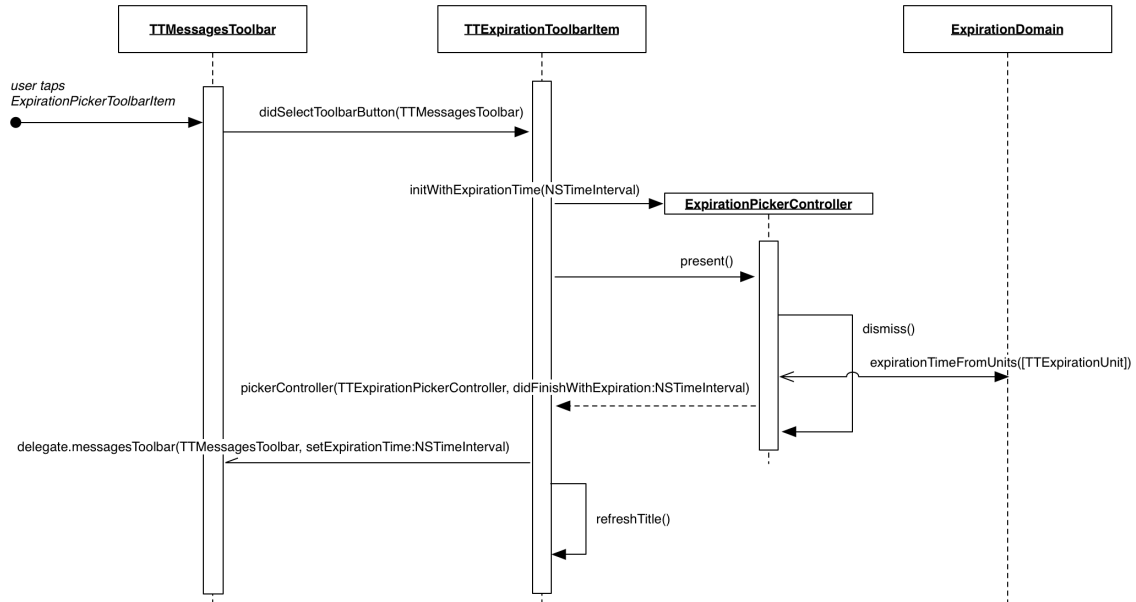 TTMessagesToolbar
TTExpirationToolbarItem
ExpirationDomain
user taps
ExpirationPickerToolbarItem
didSelectToolbarButton(TTMessagesToolbar)
initWithExpirationTime(NSTimeInterval)
ExpirationPickerController
present()
dismiss()
expirationTimeFromUnits([TTExpirationUnit])
pickerController(TTExpirationPickerController, didFinishWithExpiration:NSTimeInterval)
delegate.messagesToolbar(TTMessagesToolbar, setExpirationTime:NSTimeInterval)
refreshTitle()